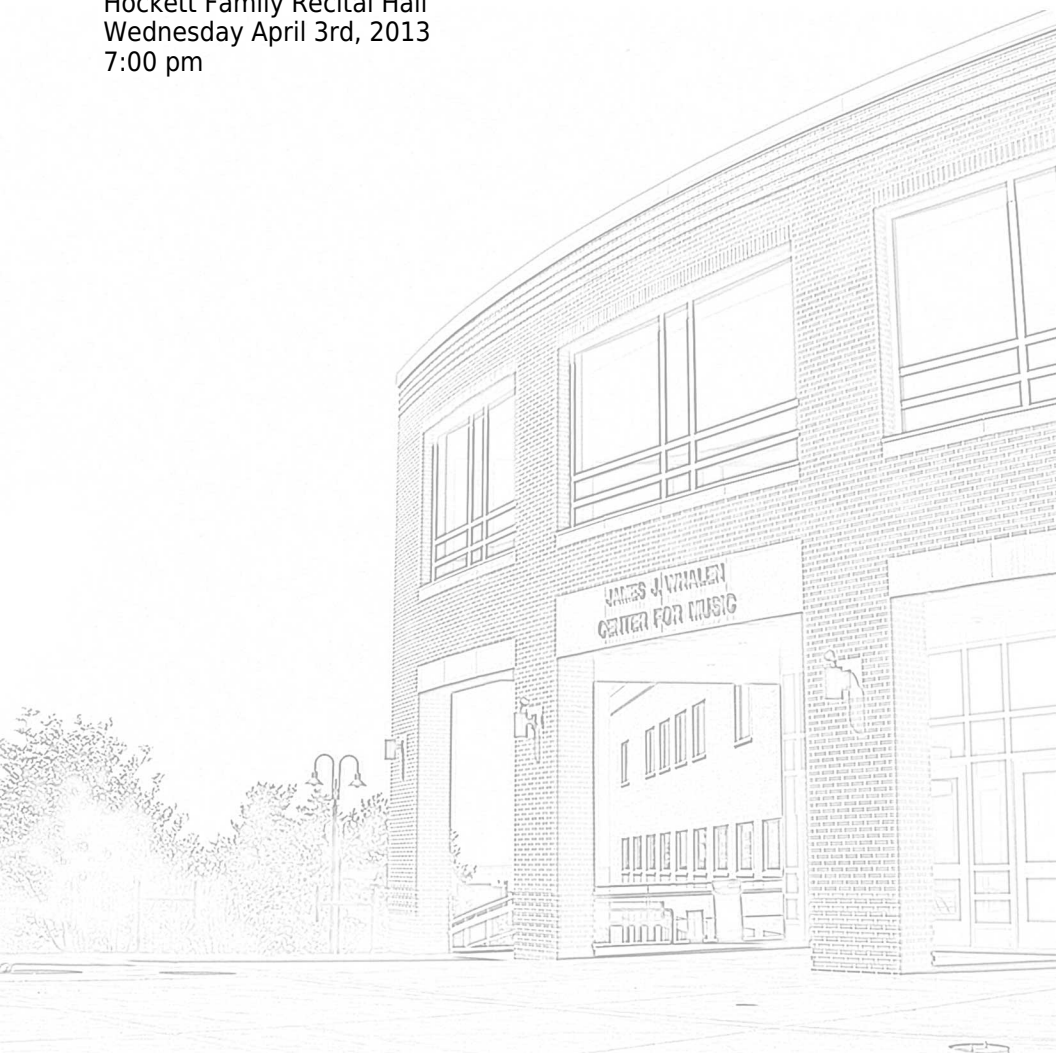 Hockett Family Recital Hall
Wednesday April 3rd, 2013
7:00 pm
JAMES J. WHALEN
CENTER FOR MUSIC